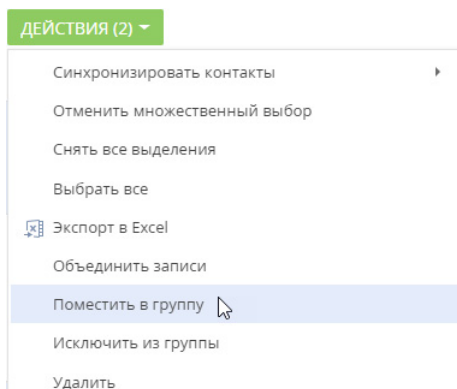 ДЕЙСТВИЯ (2)
Синхронизировать контакты
Отменить множественный выбор
Снять все выделения
Выбрать все
Экспорт в Excel
Объединить записи
Поместить в группу
Исключить из группы
Удалить